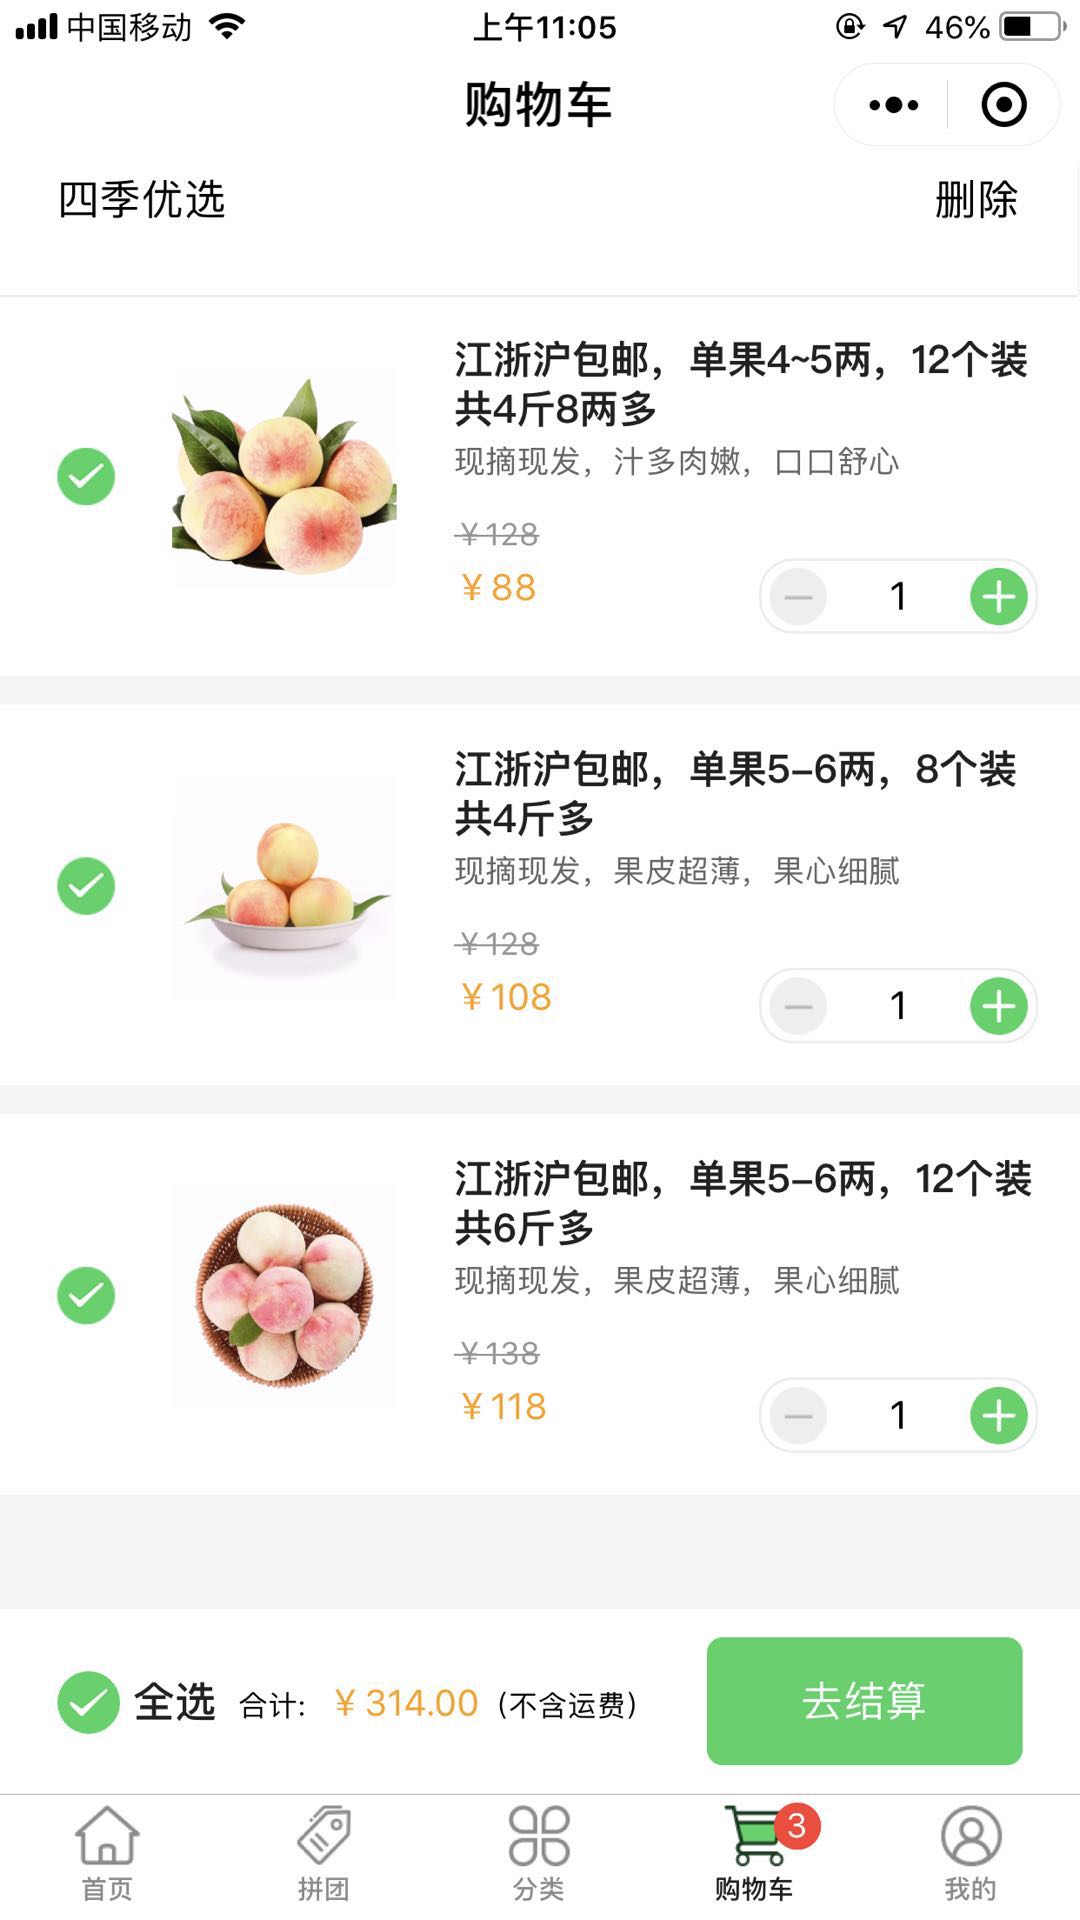 中国移动 上午11:05 46%
购物车
四季优选 删除
江浙沪包邮，单果4~5两，12个装
共4斤8两多
现摘现发，汁多肉嫩，口口舒心
¥128
¥88 1
江浙沪包邮，单果5-6两，8个装
共4斤多
现摘现发，果皮超薄，果心细腻
¥128
¥108 1
江浙沪包邮，单果5-6两，12个装
共6斤多
现摘现发，果皮超薄，果心细腻
¥138
¥118 1
全选 合计: ¥314.00 (不含运费) 去结算
3
首页 拼团 分类 购物车 我的